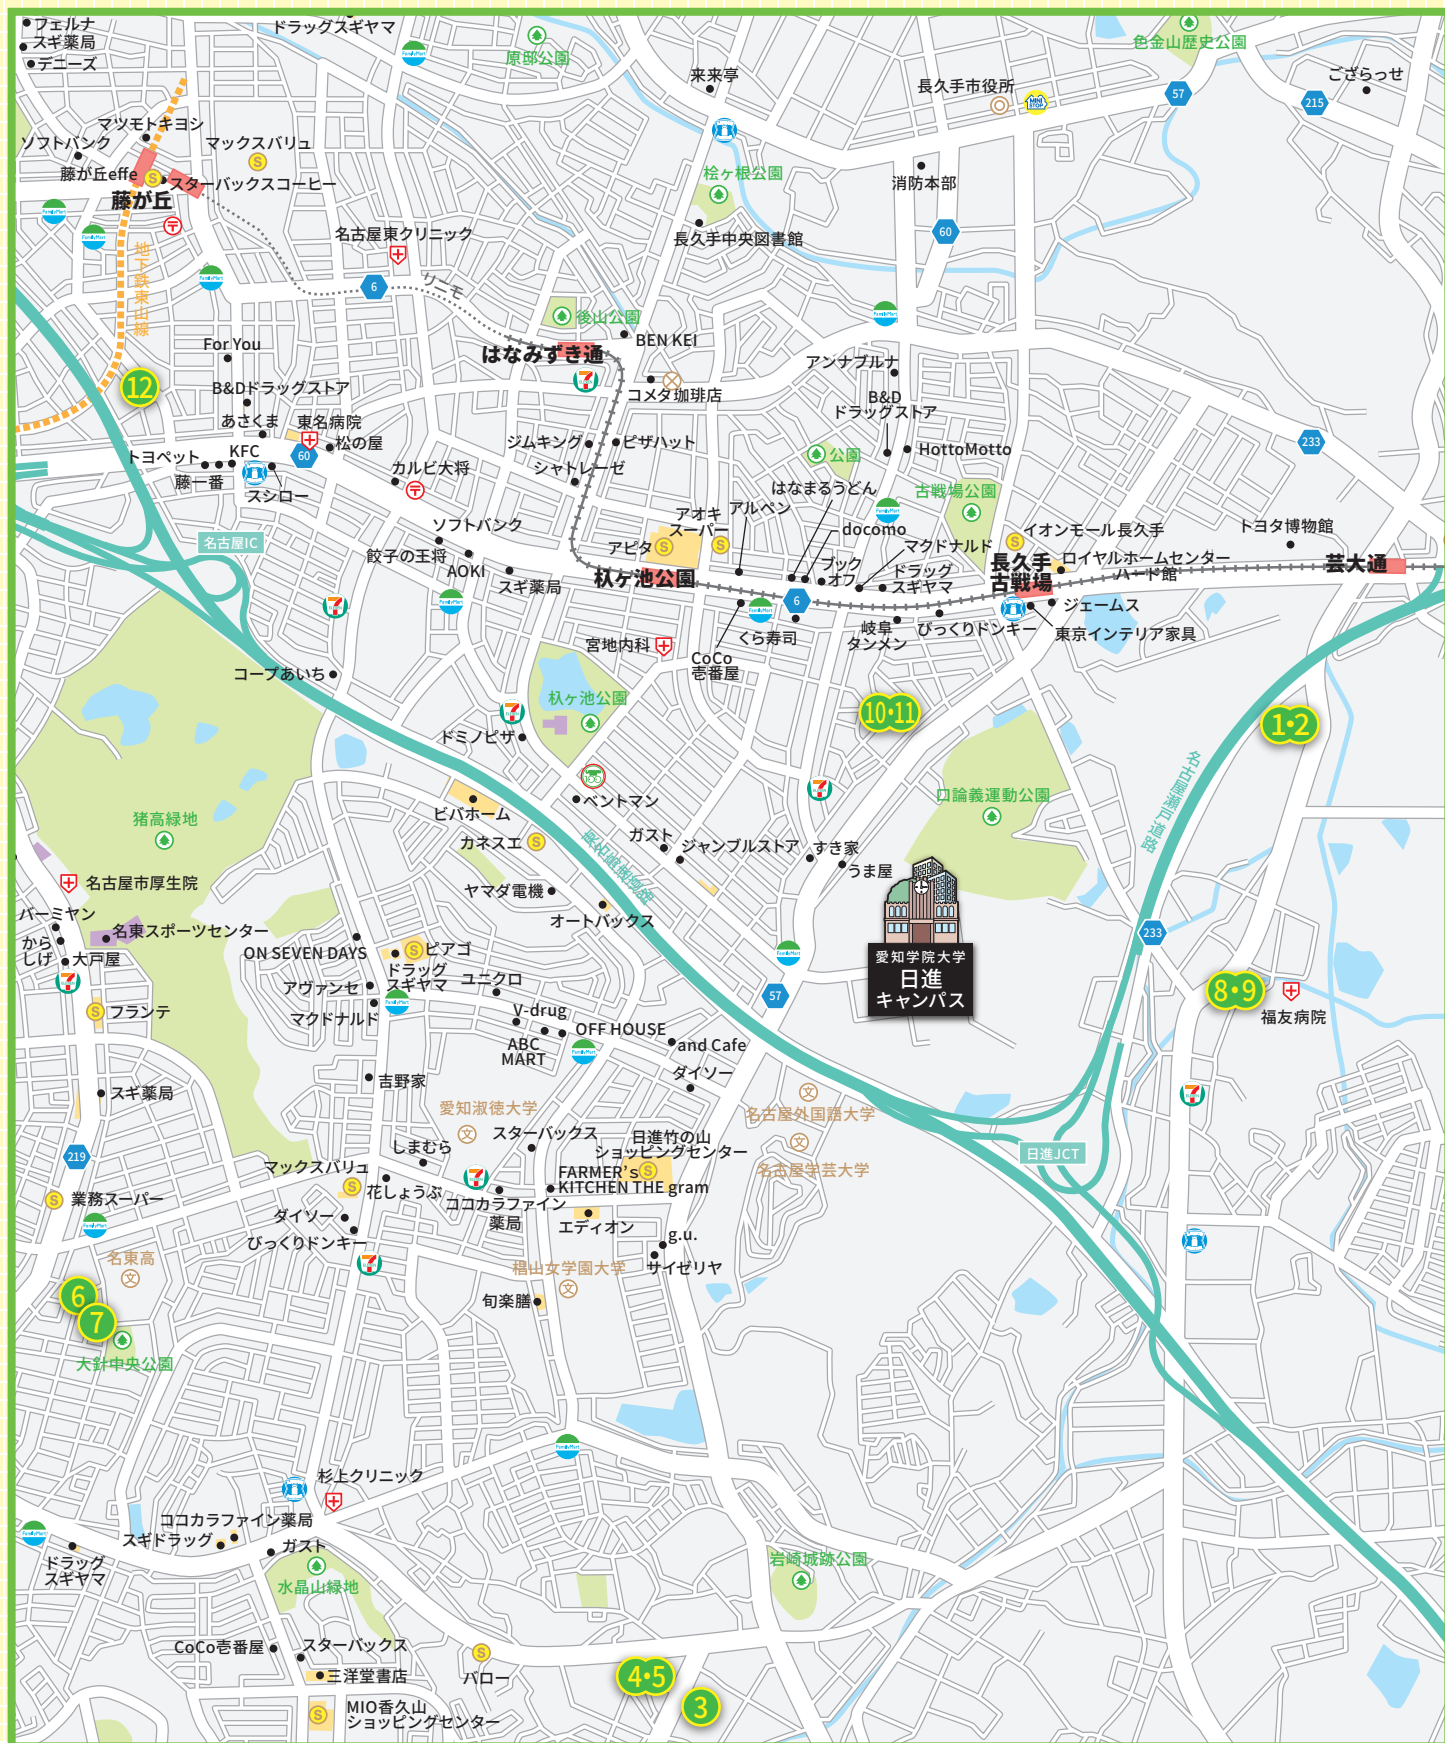 フェルナ
スギ薬局
デニーズ
ドラッグスギヤマ
FamilyMart
原邸公園
来来亭
長久手市役所
MINI STOP
色金山歴史公園
57
ござらっせ
215
マツモトキヨシ
ソフトバンク
マックスバリュ
S
藤が丘effe
S
スターバックスコーヒー
藤が丘
桧ヶ根公園
消防本部
FamilyMart
FamilyMart
名古屋東クリニック
長久手中央図書館
60
地下鉄東山線
FamilyMart
6
リーモ
後山公園
FamilyMart
BEN KEI
For You
はなみずき通
アンナプルナ
12
B&Dドラッグストア
コメダ珈琲店
B&D
ドラッグストア
あさくま
東名病院
松の屋
ジムキング
ピザハット
公園
HottoMotto
233
トヨペット
KFC
60
藤一番
スシロー
カルビ大将
シャトレーゼ
はなまるうどん
古戦場公園
アルペン
FamilyMart
アオキ
スーパー
ソフトバンク
docomo
イオンモール長久手
トヨタ博物館
名古屋IC
餃子の王将
アピタ
S
S
S
マクドナルド
AOKI
スギ薬局
杁ヶ池公園
ブック
オフ
ドラッグ
スギヤマ
長久手
古戦場
ロイヤルホームセンター
ハード館
芸大通
FamilyMart
FamilyMart
6
ジェームス
くら寿司
岐阜
タンメン
びっくりドンキー
東京インテリア家具
宮地内科
CoCo
壱番屋
コープあいち
杁ヶ池公園
10・11
1・2
ドミノピザ
名古屋瀬戸道路
ベントマン
ビバホーム
口論義運動公園
猪高緑地
カネスエ
S
ガスト
ジャンブルストア
すき家
うま屋
名古屋市厚生院
ヤマダ電機
オートバックス
バーミヤン
から
しげ
大戸屋
名東スポーツセンター
ON SEVEN DAYS
S
ピアゴ
ドラッグ
スギヤマ
ユニクロ
アヴァンセ
マクドナルド
FamilyMart
FamilyMart
愛知学院大学
日進
キャンパス
233
57
8・9
福友病院
S
フランテ
V-drug
ABC
MART
OFF HOUSE
FamilyMart
and Cafe
ダイソー
吉野家
スギ薬局
愛知淑徳大学
文
名古屋外国語大学
文
文
名古屋学芸大学
日進JCT
219
しまむら
スターバックス
日進竹の山
ショッピングセンター
S
マックスバリュ
S
花しょうぶ
FARMER's
KITCHEN THE gram
ココカラファイン
薬局
S
業務スーパー
FamilyMart
ダイソー
びっくりドンキー
エディオン
g.u.
サイゼリヤ
名東高
文
椙山女学園大学
文
旬楽膳
6
7
大針中央公園
FamilyMart
杉上クリニック
ココカラファイン薬局
スギドラッグ
ガスト
FamilyMart
ドラッグ
スギヤマ
水晶山緑地
岩崎城跡公園
CoCo壱番屋
スターバックス
三洋堂書店
S
バロー
4・5
3
S
MIO香久山
ショッピングセンター